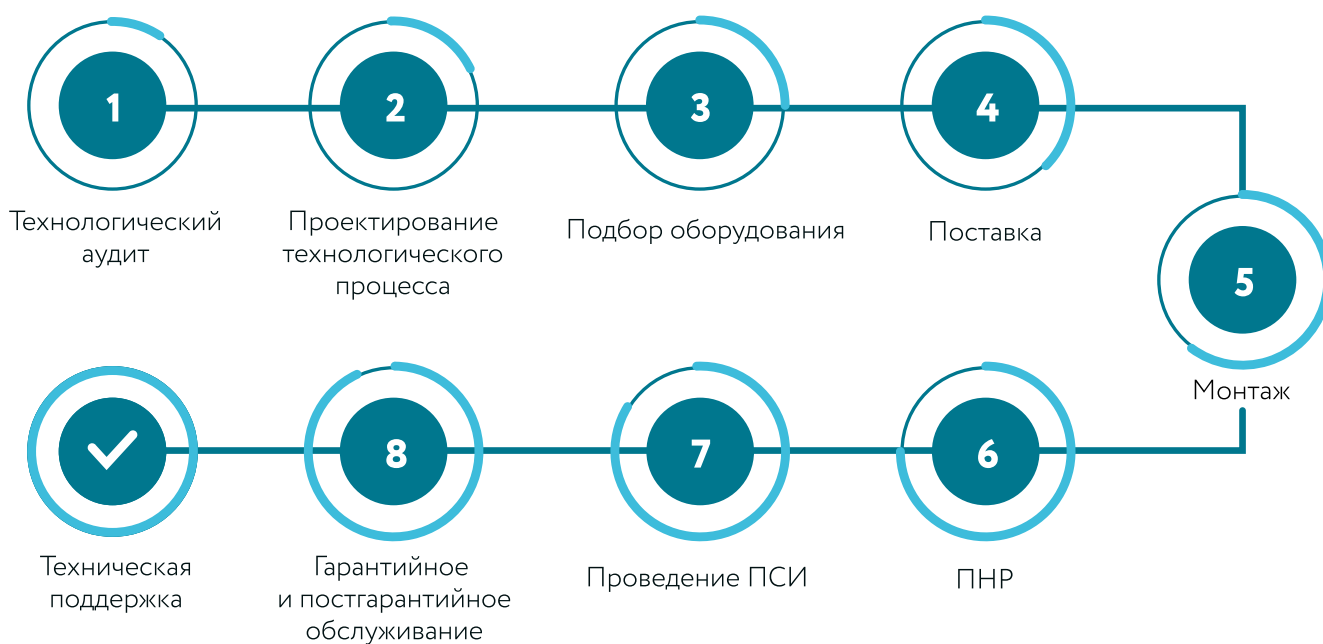 1
2
3
4
Технологический
аудит
Проектирование
технологического
процесса
Подбор оборудования
Поставка
5
Монтаж
8
7
6
Техническая
поддержка
Гарантийное
и постгарантийное
обслуживание
Проведение ПСИ
ПНР